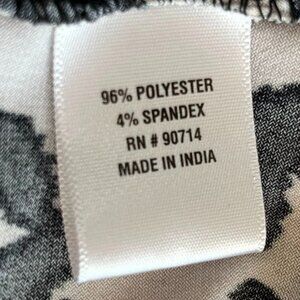 96% POLYESTER
4% SPANDEX
RN # 90714
MADE IN INDIA